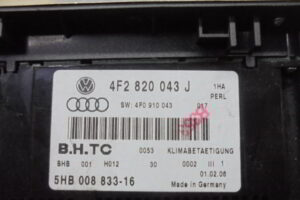 4F2 820 043 J
1HA
PERL
SW: 4F0 910 043
017
B.H.TC
0053 KLIMABETAETIGUNG
5HB 001 H012 30 0002 III 1
01.02.06
5HB 008 833-16
Made in Germany